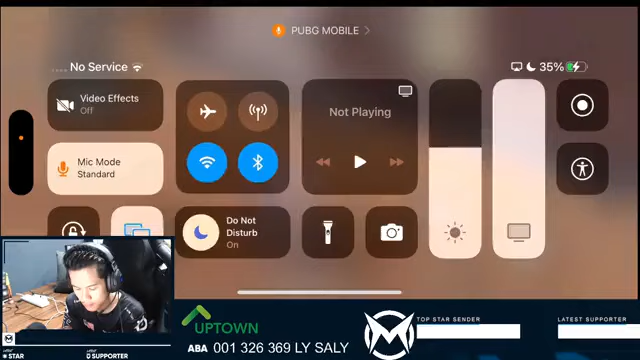 PUBG MOBILE
No Service
35%
Video Effects
Off
Mic Mode
Standard
Not Playing
Do Not
Disturb
On
TOP STAR SENDER
LATEST SUPPORTER
UPTOWN
ABA 001 326 369 LY SALY
STAR
SUPPORTER